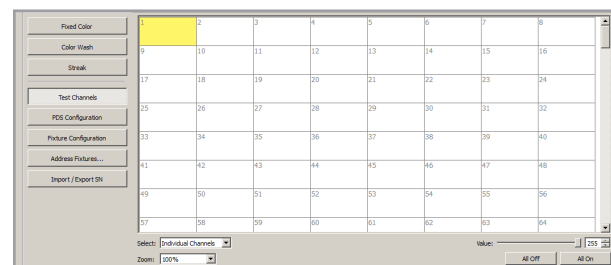 Fixed Color
Color Wash
Streak
Test Channels
PDS Configuration
Fixture Configuration
Address Fixtures...
Import / Export SN
1 2 3 4 5 6 7 8
9 10 11 12 13 14 15 16
17 18 19 20 21 22 23 24
25 26 27 28 29 30 31 32
33 34 35 36 37 38 39 40
41 42 43 44 45 46 47 48
49 50 51 52 53 54 55 56
57 58 59 60 61 62 63 64
Select: Individual Channels Value: 255
Zoom: 100% All Off All On